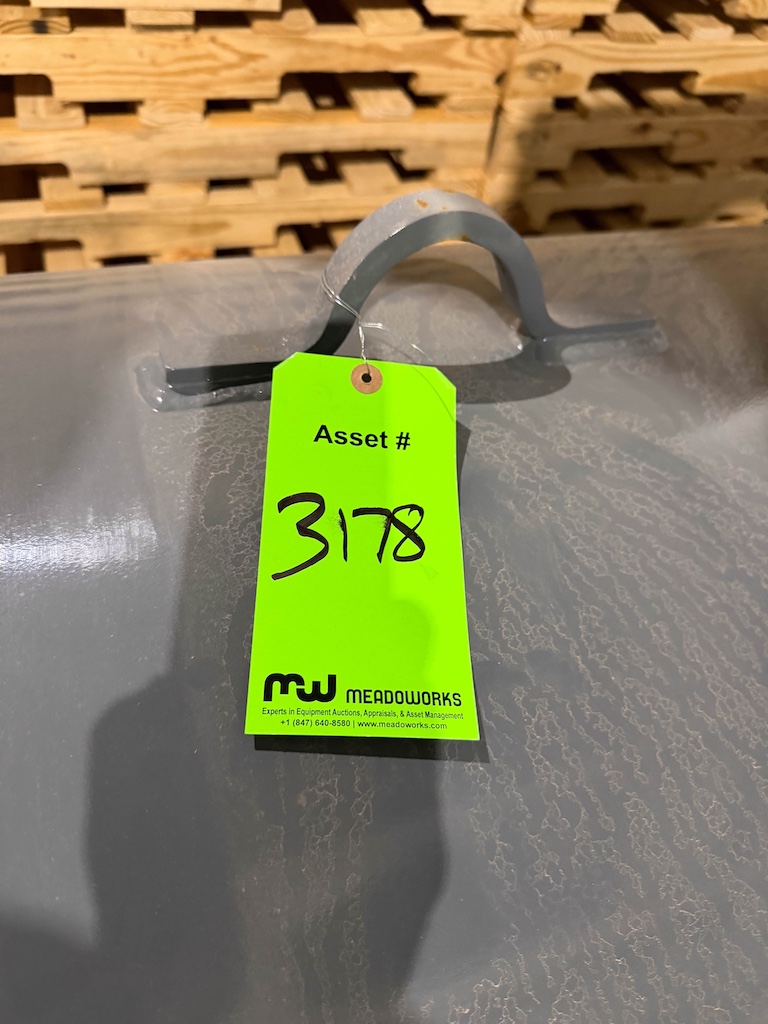 Asset #
3178
mw MEADOWORKS
Experts in Equipment Auctions, Appraisals, & Asset Management
+1 (847) 640-8580 | www.meadoworks.com